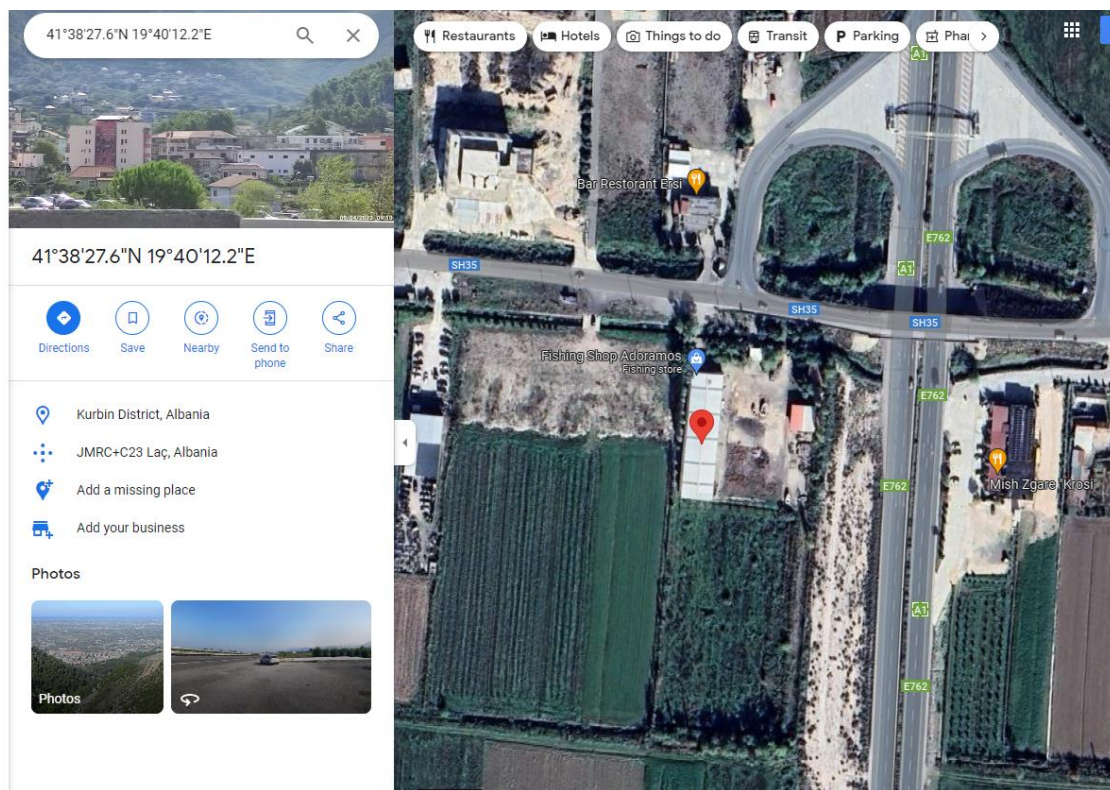 41°38'27.6"N 19°40'12.2"E
41°38'27.6"N 19°40'12.2"E
Directions
Save
Nearby
Send to
phone
Share
Kurbin District, Albania
JMRC+C23 Laç, Albania
Add a missing place
Add your business
Photos
Photos
Restaurants
Hotels
Things to do
Transit
P Parking
A1
Bar Restorant Ersi
E762
SH35
A1
SH35
SH35
Fishing Shop Adoramos
Fishing store
E762
E762
Mish Zgare 'Krosi
A1
E762